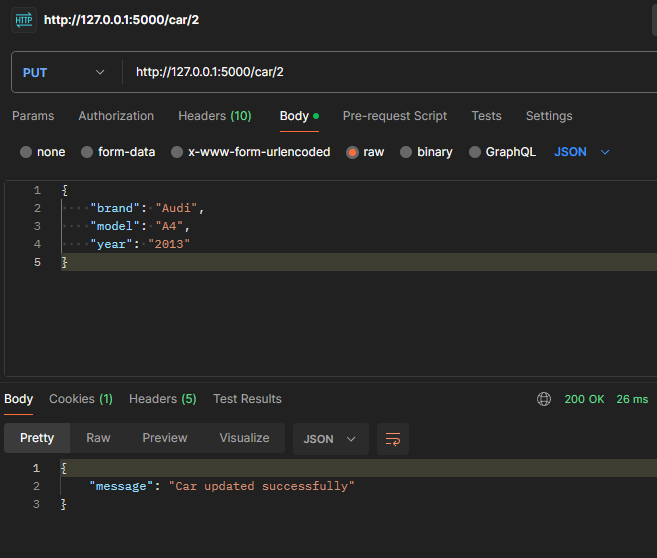 HTTP http://127.0.0.1:5000/car/2
PUT http://127.0.0.1:5000/car/2
Params Authorization Headers (10) Body Pre-request Script Tests Settings
none form-data x-www-form-urlencoded raw binary GraphQL JSON
1 {
2 "brand": "Audi",
3 "model": "A4",
4 "year": "2013"
5 }
Body Cookies (1) Headers (5) Test Results 200 OK 26 ms
Pretty Raw Preview Visualize JSON
1 {
2 "message": "Car updated successfully"
3 }